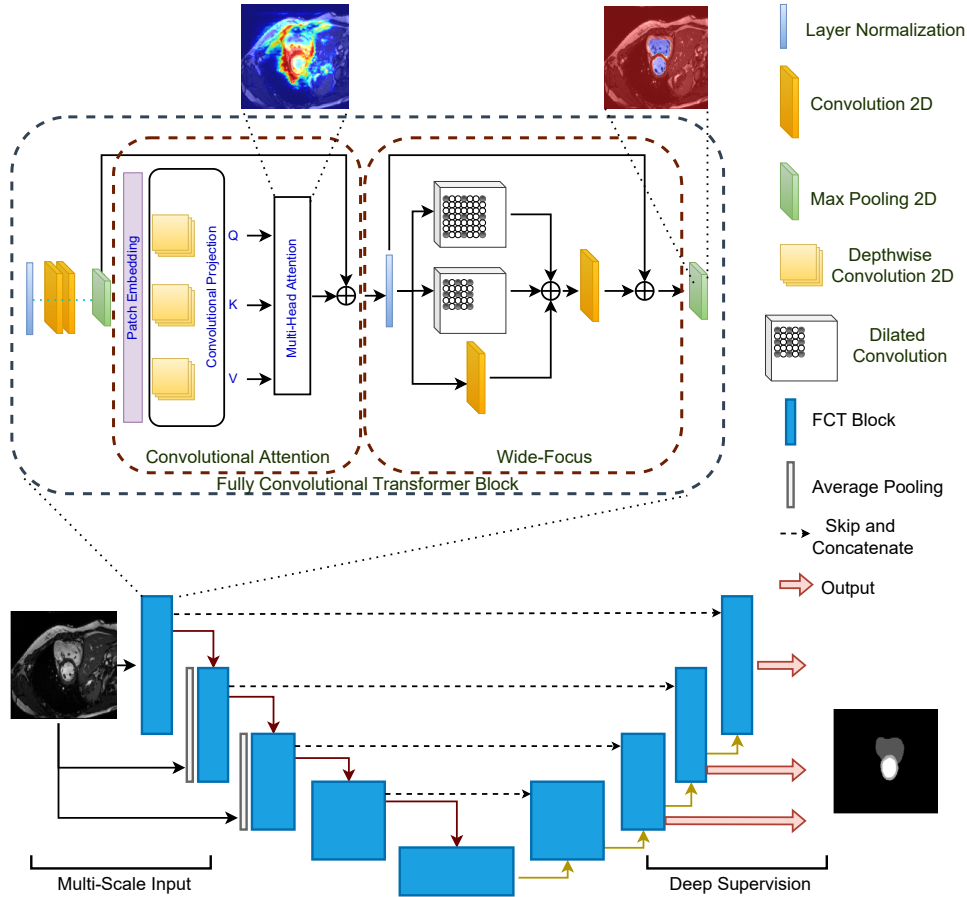 Layer Normalization
Convolution 2D
Max Pooling 2D
Depthwise
Convolution 2D
Dilated
Convolution
FCT Block
Average Pooling
Skip and
Concatenate
Output
Patch Embedding
Convolutional Projection
Q
K
V
Multi-Head Attention
Convolutional Attention
Wide-Focus
Fully Convolutional Transformer Block
Multi-Scale Input
Deep Supervision